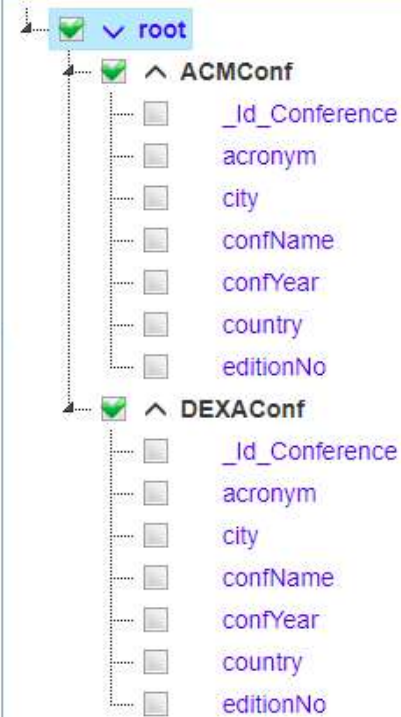 root
ACMConf
_Id_Conference
acronym
city
confName
confYear
country
editionNo
DEXAConf
_Id_Conference
acronym
city
confName
confYear
country
editionNo